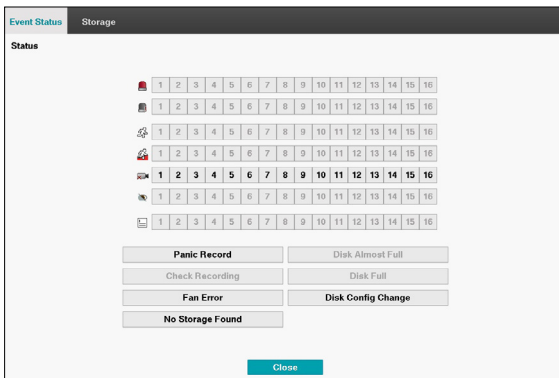 Event Status Storage
Status
1 2 3 4 5 6 7 8 9 10 11 12 13 14 15 16
1 2 3 4 5 6 7 8 9 10 11 12 13 14 15 16
1 2 3 4 5 6 7 8 9 10 11 12 13 14 15 16
1 2 3 4 5 6 7 8 9 10 11 12 13 14 15 16
1 2 3 4 5 6 7 8 9 10 11 12 13 14 15 16
1 2 3 4 5 6 7 8 9 10 11 12 13 14 15 16
1 2 3 4 5 6 7 8 9 10 11 12 13 14 15 16
Panic Record Disk Almost Full
Check Recording Disk Full
Fan Error Disk Config Change
No Storage Found
Close